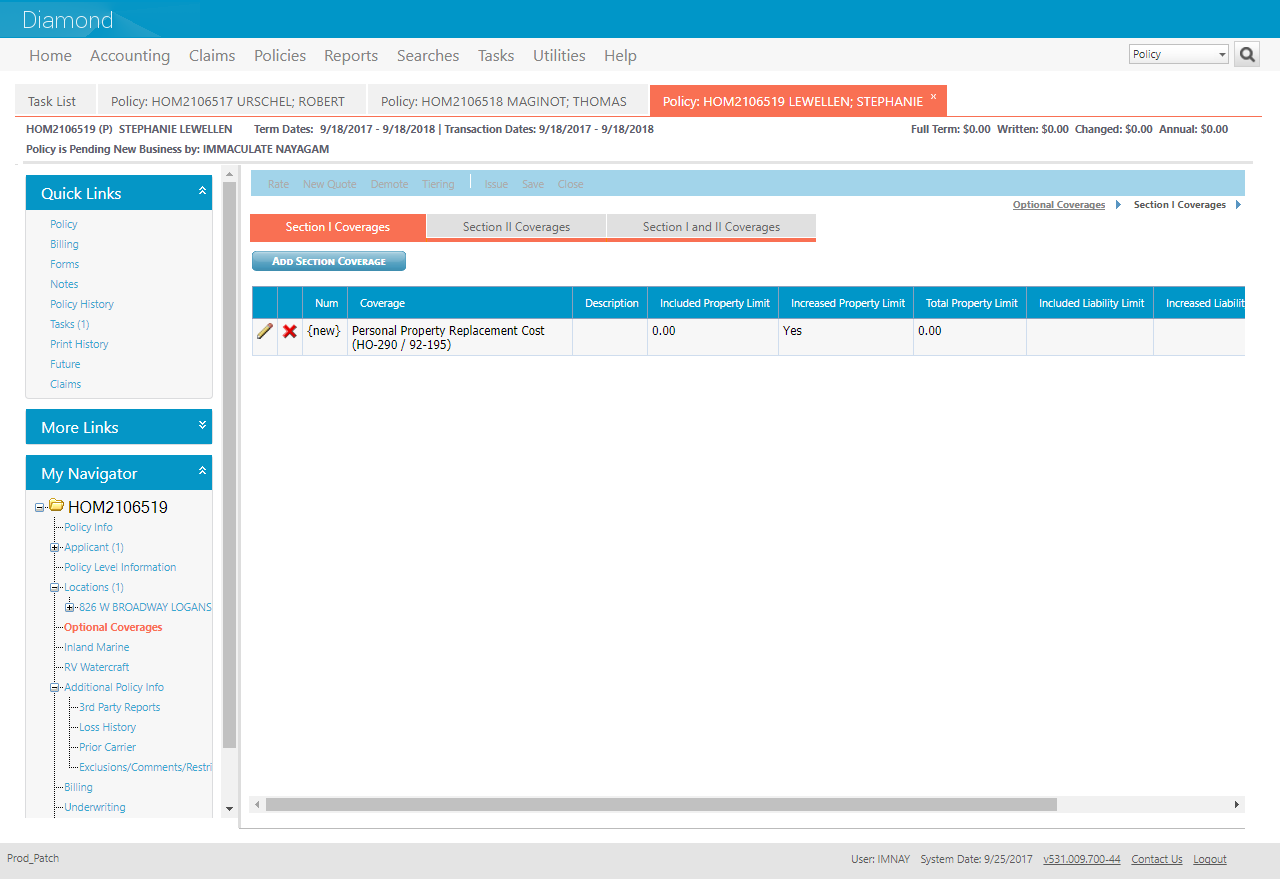 Diamond
Home Accounting Claims Policies Reports Searches Tasks Utilities Help Policy
Task List Policy: HOM2106517 URSCHEL; ROBERT Policy: HOM2106518 MAGINOT; THOMAS Policy: HOM2106519 LEWELLEN; STEPHANIE x
HOM2106519 (P) STEPHANIE LEWELLEN Term Dates: 9/18/2017 - 9/18/2018 | Transaction Dates: 9/18/2017 - 9/18/2018 Full Term: $0.00 Written: $0.00 Changed: $0.00 Annual: $0.00
Policy is Pending New Business by: IMMACULATE NAYAGAM
Quick Links
Policy
Billing
Forms
Notes
Policy History
Tasks (1)
Print History
Future
Claims
More Links
My Navigator
HOM2106519
Policy Info
Applicant (1)
Policy Level Information
Locations (1)
826 W BROADWAY LOGANS
Optional Coverages
Inland Marine
RV Watercraft
Additional Policy Info
3rd Party Reports
Loss History
Prior Carrier
Exclusions/Comments/Restri
Billing
Underwriting
Rate New Quote Demote Tiering Issue Save Close
Optional Coverages Section I Coverages
Section I Coverages Section II Coverages Section I and II Coverages
ADD SECTION COVERAGE
Num Coverage Description Included Property Limit Increased Property Limit Total Property Limit Included Liability Limit Increased Liabilit
{new} Personal Property Replacement Cost 0.00 Yes 0.00
(HO-290 / 92-195)
Prod_Patch User: IMNAY System Date: 9/25/2017 v531.009.700-44 Contact Us Logout